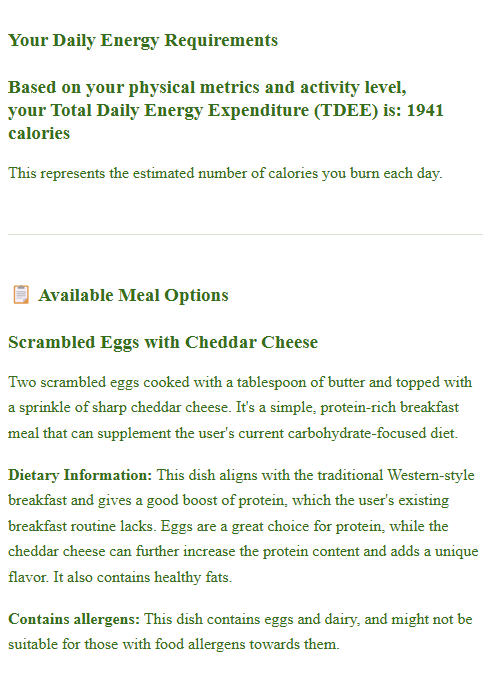 Your Daily Energy Requirements
Based on your physical metrics and activity level,
your Total Daily Energy Expenditure (TDEE) is: 1941
calories
This represents the estimated number of calories you burn each day.
Available Meal Options
Scrambled Eggs with Cheddar Cheese
Two scrambled eggs cooked with a tablespoon of butter and topped with
a sprinkle of sharp cheddar cheese. It's a simple, protein-rich breakfast
meal that can supplement the user's current carbohydrate-focused diet.
Dietary Information: This dish aligns with the traditional Western-style
breakfast and gives a good boost of protein, which the user's existing
breakfast routine lacks. Eggs are a great choice for protein, while the
cheddar cheese can further increase the protein content and adds a unique
flavor. It also contains healthy fats.
Contains allergens: This dish contains eggs and dairy, and might not be
suitable for those with food allergens towards them.